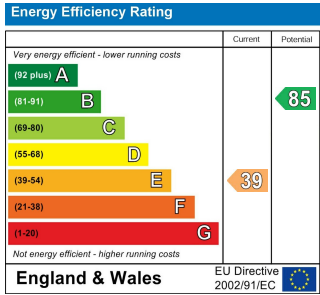 Energy Efficiency Rating
Current Potential
Very energy efficient - lower running costs
(92 plus) A
(81-91) B
85
(69-80) C
(55-68) D
(39-54) E
39
(21-38) F
(1-20) G
Not energy efficient - higher running costs
England & Wales
EU Directive
2002/91/EC